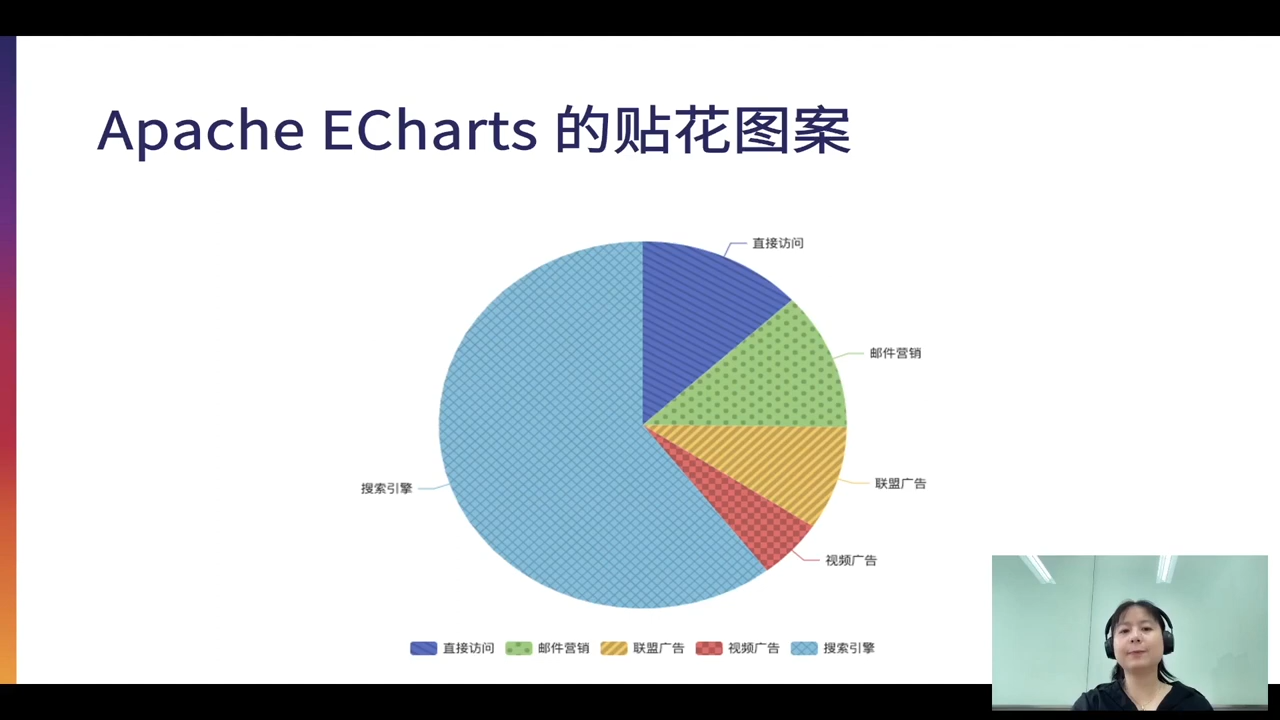 Apache ECharts 的贴花图案
直接访问
邮件营销
联盟广告
搜索引擎
视频广告
直接访问 邮件营销 联盟广告 视频广告 搜索引擎